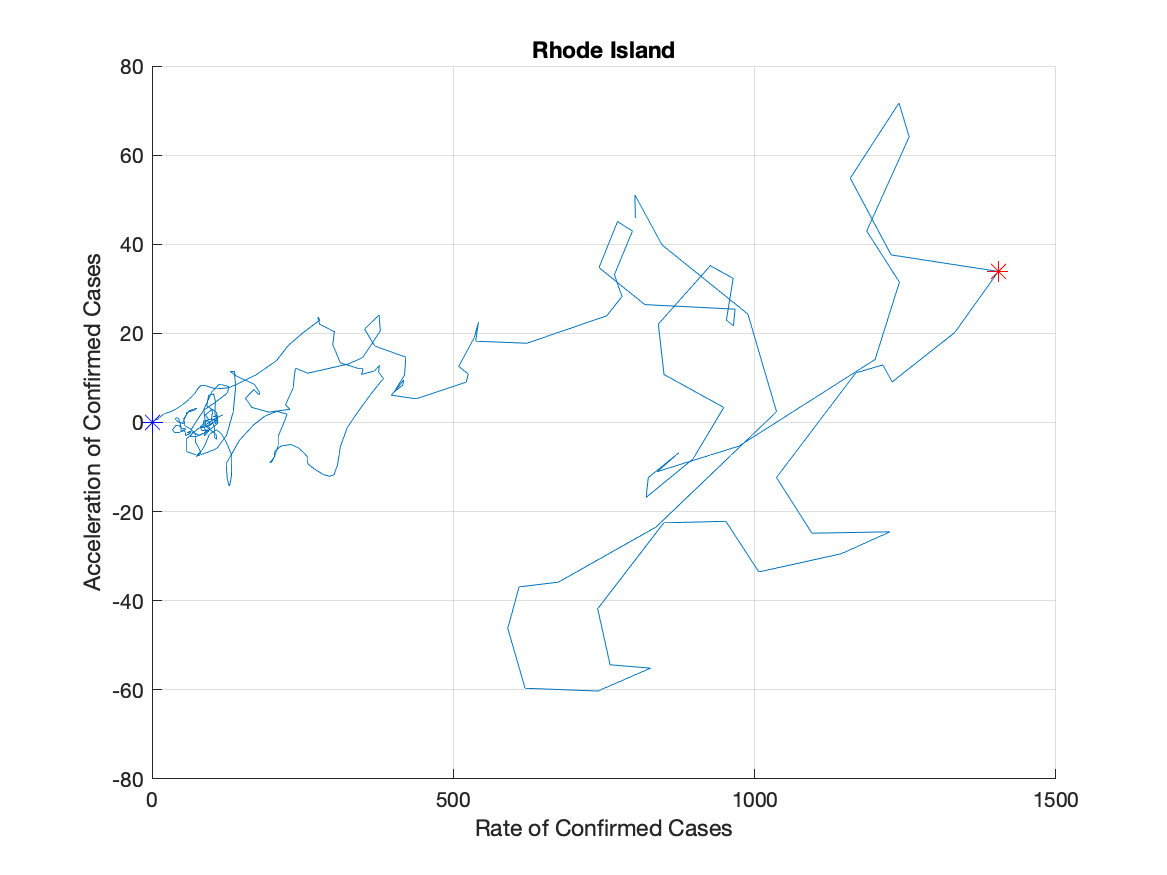 Rhode Island
80
60
40
20
0
-20
-40
-60
-80
Acceleration of Confirmed Cases
0 500 1000 1500
Rate of Confirmed Cases